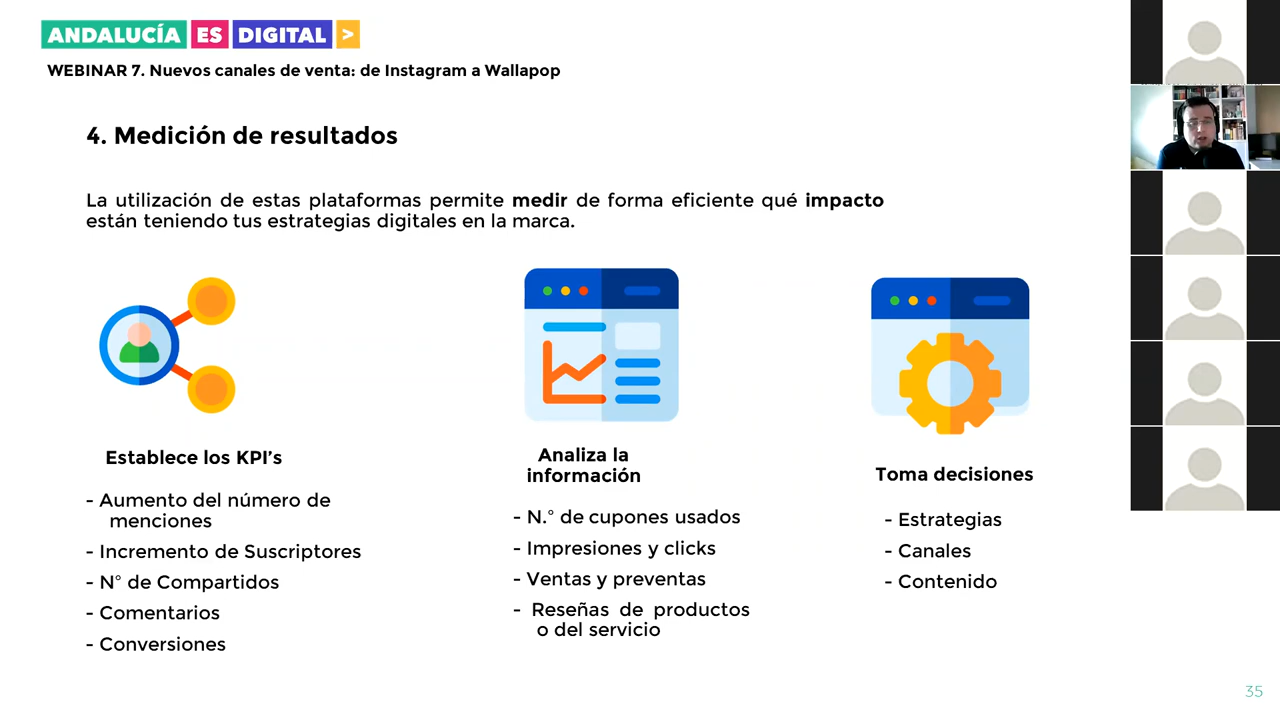 ANDALUCÍA ES DIGITAL >
WEBINAR 7. Nuevos canales de venta: de Instagram a Wallapop
4. Medición de resultados
La utilización de estas plataformas permite medir de forma eficiente qué impacto
están teniendo tus estrategias digitales en la marca.
Establece los KPI's
- Aumento del número de
menciones
- Incremento de Suscriptores
- N° de Compartidos
- Comentarios
- Conversiones
Analiza la
información
- N.° de cupones usados
- Impresiones y clicks
- Ventas y preventas
- Reseñas de productos
o del servicio
Toma decisiones
- Estrategias
- Canales
- Contenido
35